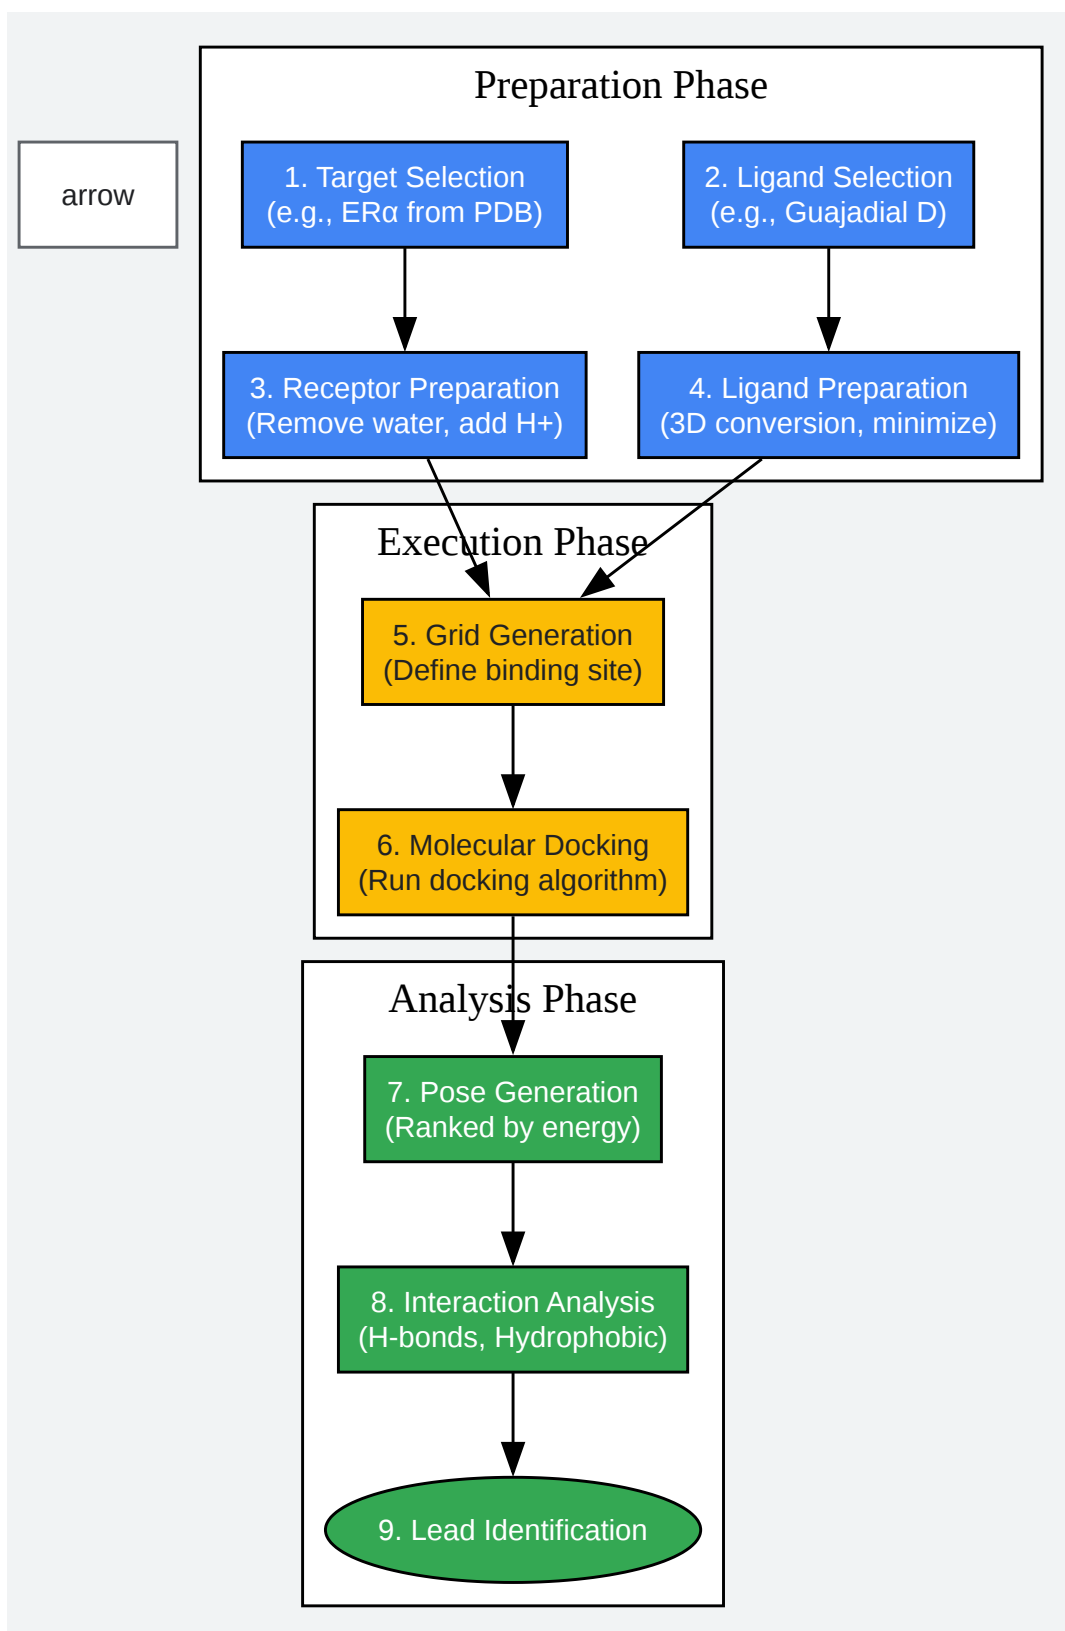 Preparation Phase
arrow
1. Target Selection
(e.g., ERα from PDB)
2. Ligand Selection
(e.g., Guajadial D)
3. Receptor Preparation
(Remove water, add H+)
4. Ligand Preparation
(3D conversion, minimize)
Execution Phase
5. Grid Generation
(Define binding site)
6. Molecular Docking
(Run docking algorithm)
Analysis Phase
7. Pose Generation
(Ranked by energy)
8. Interaction Analysis
(H-bonds, Hydrophobic)
9. Lead Identification